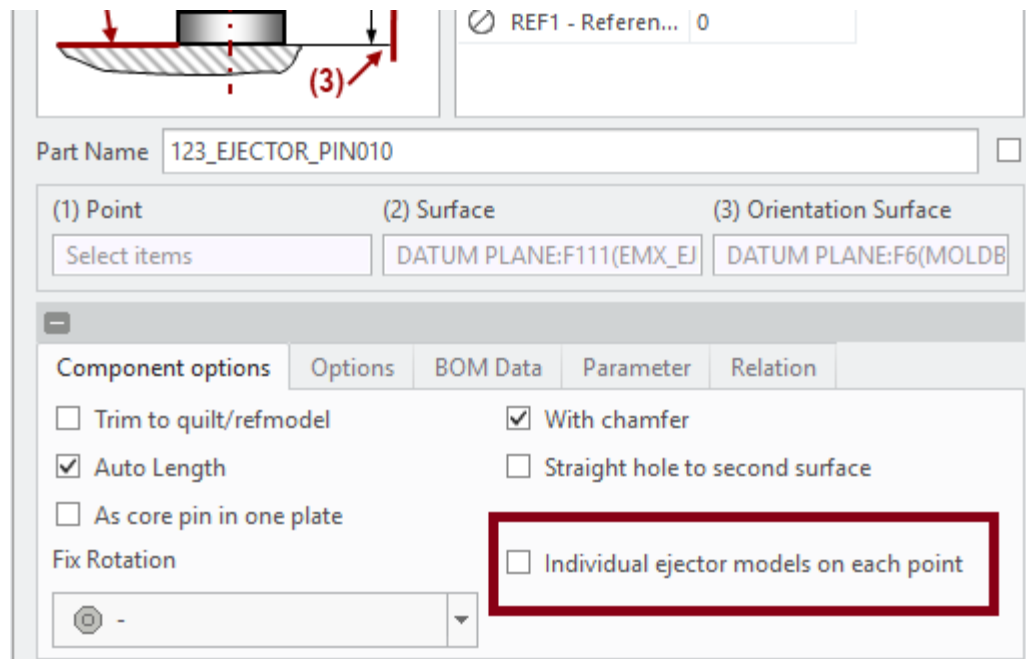 REF1 - Referen... 0
(3)
Part Name 123_EJECTOR_PIN010
(1) Point (2) Surface (3) Orientation Surface
Select items DATUM PLANE:F111(EMX_EJ DATUM PLANE:F6(MOLDB
Component options Options BOM Data Parameter Relation
Trim to quilt/refmodel With chamfer
Auto Length Straight hole to second surface
As core pin in one plate
Fix Rotation Individual ejector models on each point
-